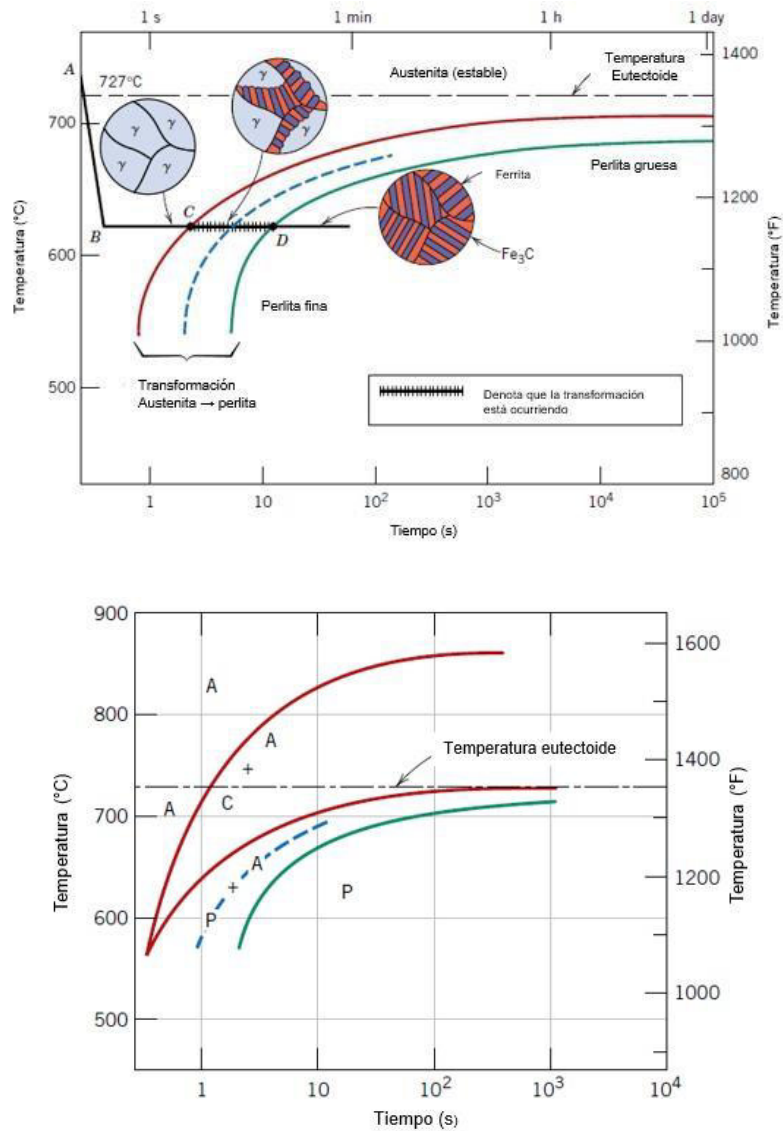 1 s
1 min
1 h
1 day
A
727°C
Austenita (estable)
Temperatura
Eutectoide
1400
700
γ
γ
γ
γ
γ
γ
γ
Perlita gruesa
Ferrita
1200
C
B
D
600
Fe₃C
Perlita fina
1000
Temperatura (°C)
Temperatura (°F)
Transformación
Austenita → perlita
500
Denota que la transformación
está ocurriendo
800
1
10
10²
10³
10⁴
10⁵
Tiempo (s)
900
1600
A
800
A
+
Temperatura eutectoide
1400
A
C
700
A
+
P
P
1200
600
1000
500
Temperatura (°C)
Temperatura (°F)
1
10
10²
10³
10⁴
Tiempo (s)